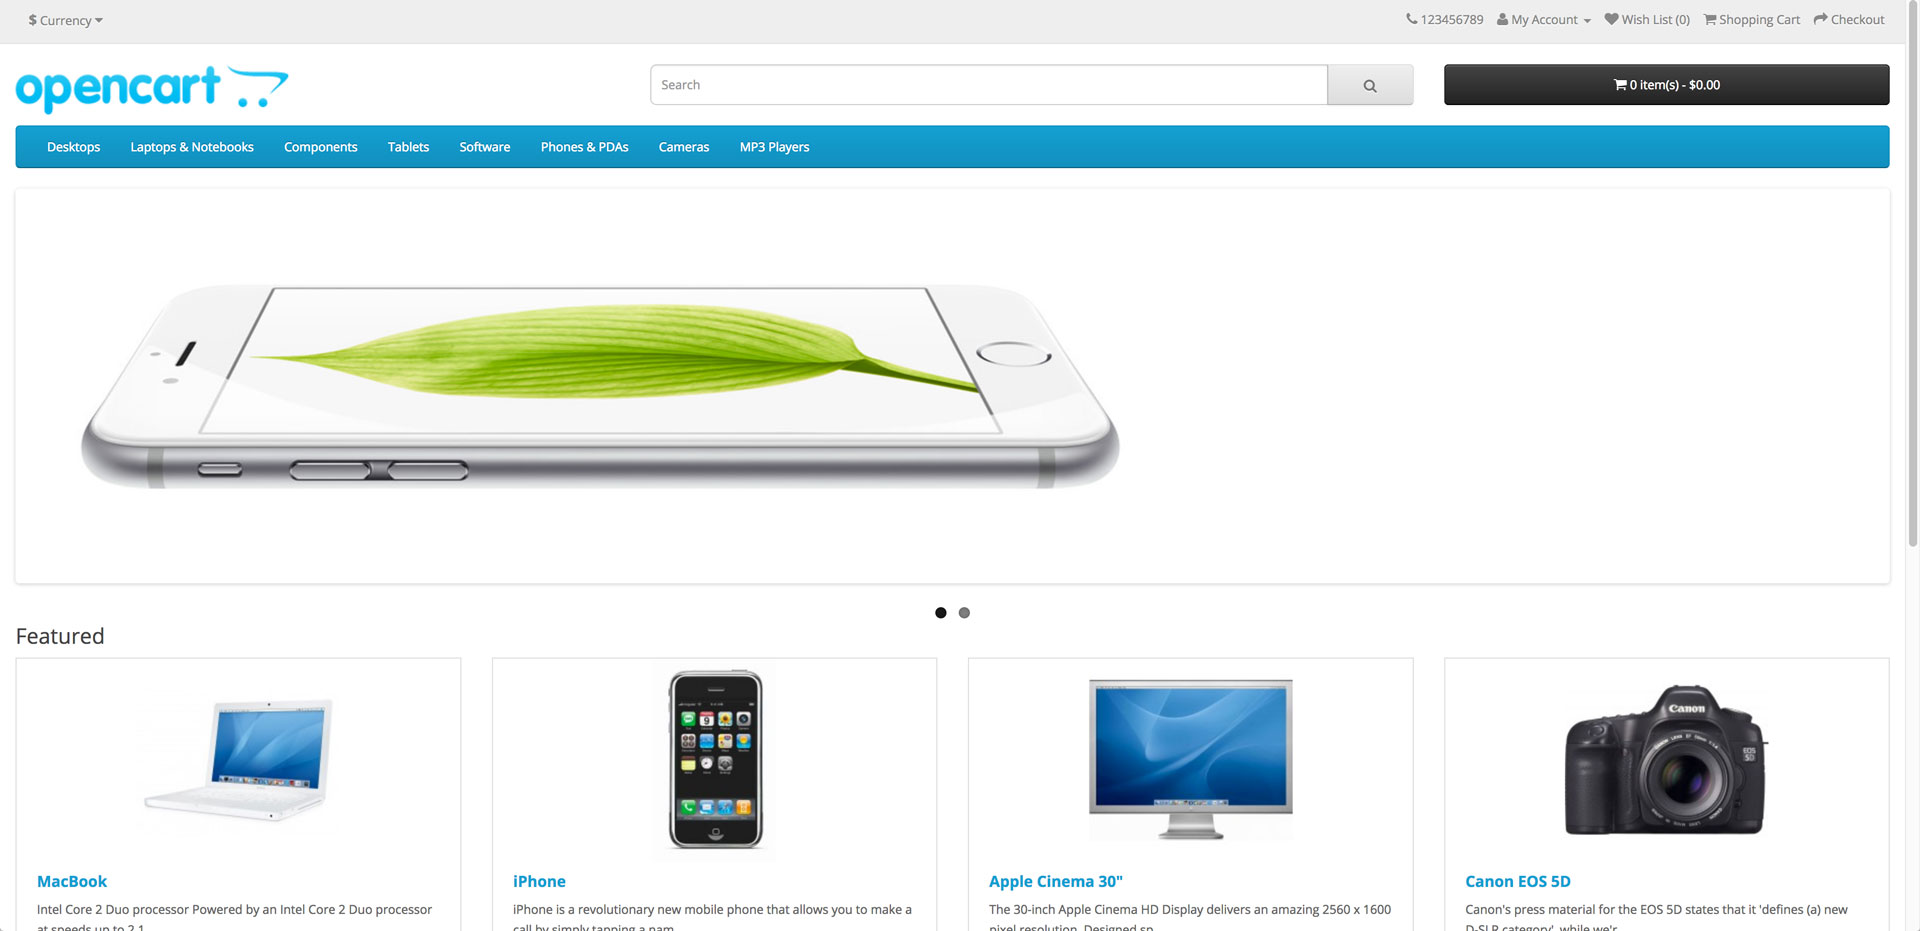 $ Currency
123456789 My Account Wish List (0) Shopping Cart Checkout
opencart
Search
0 item(s) - $0.00
Desktops Laptops & Notebooks Components Tablets Software Phones & PDAs Cameras MP3 Players
Featured
Canon
EOS
5D
MacBook
Intel Core 2 Duo processor Powered by an Intel Core 2 Duo processor
at speeds up to 2.1
iPhone
iPhone is a revolutionary new mobile phone that allows you to make a
call by simply tapping a nam
Apple Cinema 30"
The 30-inch Apple Cinema HD Display delivers an amazing 2560 x 1600
pixel resolution. Designed sp
Canon EOS 5D
Canon's press material for the EOS 5D states that it 'defines (a) new
D-SLR category', while we'r